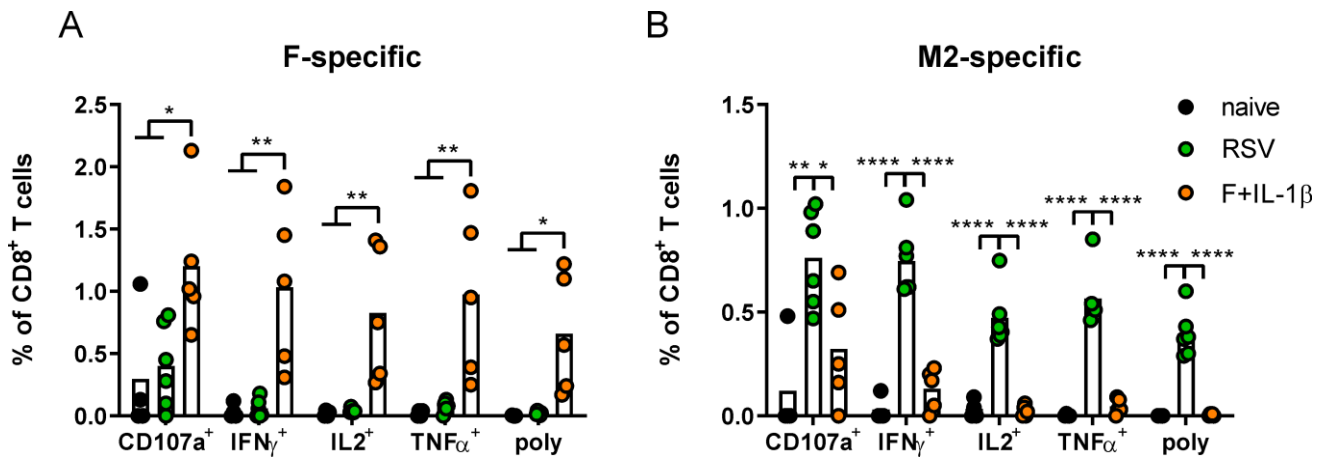 A
F-specific
% of CD8⁺ T cells
2.5
2.0
1.5
1.0
0.5
0.0
*
**
**
**
*
CD107a⁺ IFNγ⁺ IL2⁺ TNFα⁺ poly
B
M2-specific
% of CD8⁺ T cells
1.5
1.0
0.5
0.0
** *
**** ****
**** ****
**** ****
**** ****
CD107a⁺ IFNγ⁺ IL2⁺ TNFα⁺ poly
naive
RSV
F+IL-1β